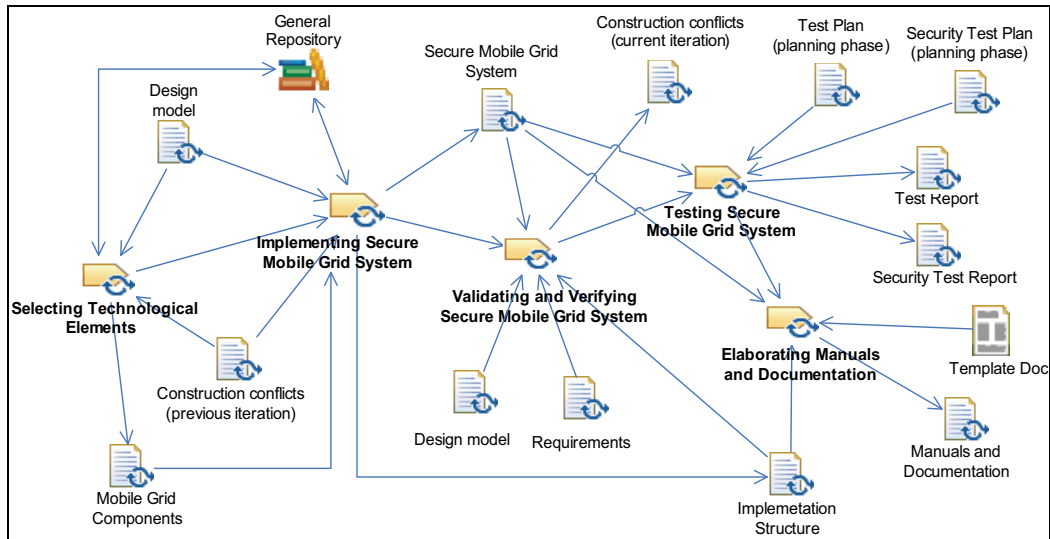 General
Repository
Construction conflicts
(current iteration)
Test Plan
(planning phase)
Security Test Plan
(planning phase)
Secure Mobile Grid
System
Design
model
Test Report
Testing Secure
Mobile Grid System
Implementing Secure
Mobile Grid System
Security Test Report
Selecting Technological
Elements
Validating and Verifying
Secure Mobile Grid System
Elaborating Manuals
and Documentation
Template Doc
Construction conflicts
(previous iteration)
Design model
Requirements
Manuals and
Documentation
Mobile Grid
Components
Implemetation
Structure